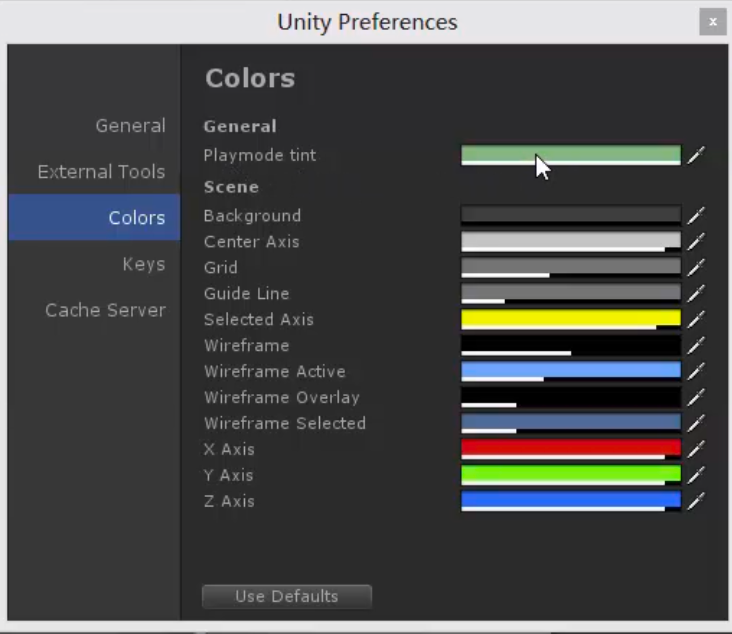 Unity Preferences
x
Colors
General
General
Playmode tint
External Tools
Scene
Colors
Background
Center Axis
Keys
Grid
Guide Line
Cache Server
Selected Axis
Wireframe
Wireframe Active
Wireframe Overlay
Wireframe Selected
X Axis
Y Axis
Z Axis
Use Defaults